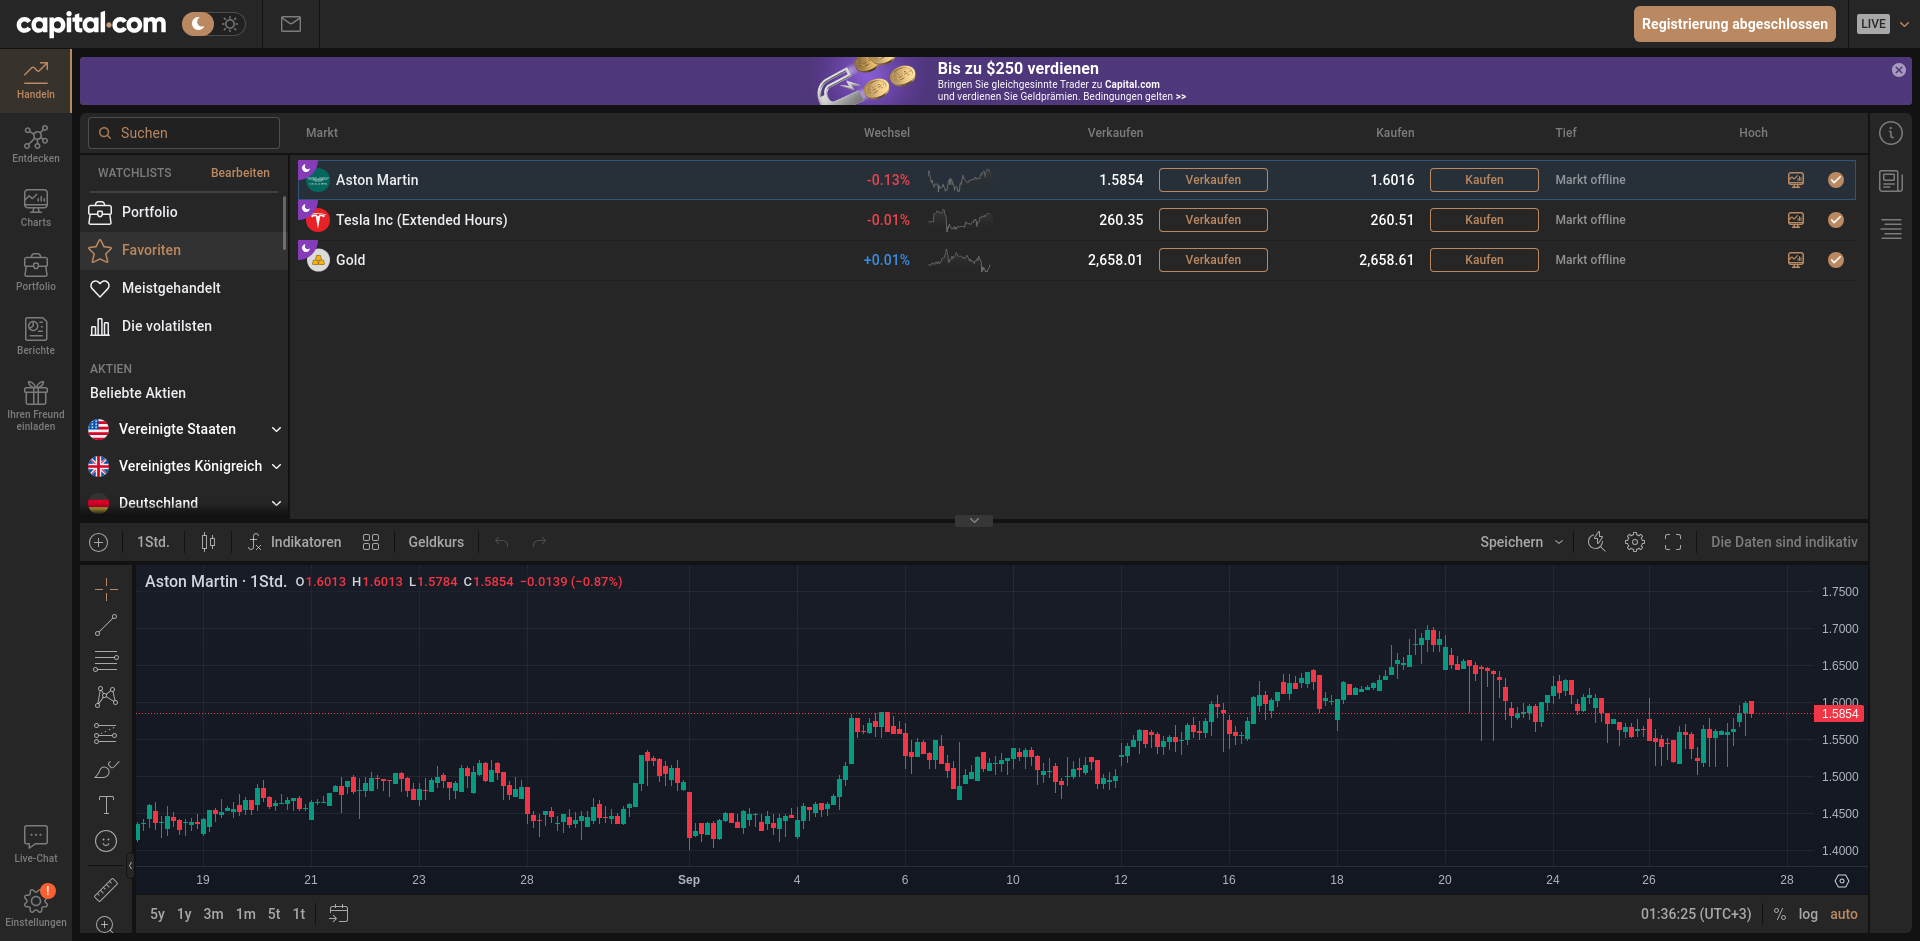 capital.com
Registrierung abgeschlossen
LIVE
Handeln
Entdecken
Charts
Portfolio
Berichte
Ihren Freund
einladen
Live-Chat
!
Einstellungen
Bis zu $250 verdienen
Bringen Sie gleichgesinnte Trader zu Capital.com
und verdienen Sie Geldprämien. Bedingungen gelten >>
Suchen
WATCHLISTS Bearbeiten
Portfolio
Favoriten
Meistgehandelt
Die volatilsten
AKTIEN
Beliebte Aktien
Vereinigte Staaten
Vereinigtes Königreich
Deutschland
Markt Wechsel Verkaufen Kaufen Tief Hoch
Aston Martin -0.13% 1.5854 Verkaufen 1.6016 Kaufen Markt offline
Tesla Inc (Extended Hours) -0.01% 260.35 Verkaufen 260.51 Kaufen Markt offline
Gold +0.01% 2,658.01 Verkaufen 2,658.61 Kaufen Markt offline
1Std. Indikatoren Geldkurs Speichern Die Daten sind indikativ
Aston Martin · 1Std. O1.6013 H1.6013 L1.5784 C1.5854 −0.0139 (−0.87%)
1.7500
1.7000
1.6500
1.6000
1.5854
1.5500
1.5000
1.4500
1.4000
19 21 23 28 Sep 4 6 10 12 16 18 20 24 26 28
5y 1y 3m 1m 5t 1t 01:36:25 (UTC+3) % log auto